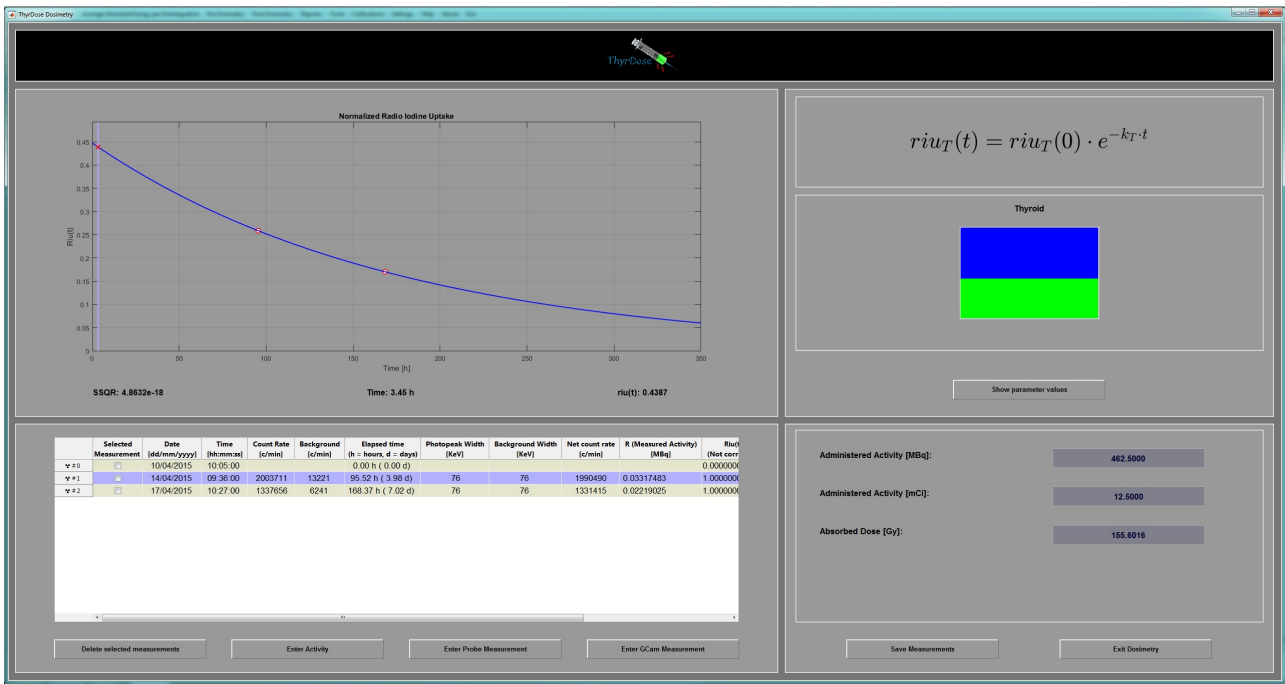 ThyrDose Dosimetry
ThyrDose
Normalized Radio Iodine Uptake
Riu(t)
0.45
0.4
0.35
0.3
0.25
0.2
0.15
0.1
0.05
0
0 50 100 150 200 250 300 350
Time [h]
SSQR: 4.8632e-18 Time: 3.45 h riu(t): 0.4387
riu_T(t) = riu_T(0) · e^{-k_T·t}
Thyroid
Show parameter values
Selected Date Time Count Rate Background Elapsed time Photopeak Width Background Width Net count rate R (Measured Activity) Riu(t
Measurement [dd/mm/yyyy] [hh:mm:ss] [c/min] [c/min] (h = hours, d = days) [KeV] [KeV] [c/min] [MBq] (Not corr
# 0 10/04/2015 10:05:00 0.00 h ( 0.00 d) 0.0000000
# 1 14/04/2015 09:36:00 2003711 13221 95.52 h ( 3.98 d) 76 76 1990490 0.03317483 1.0000000
# 2 17/04/2015 10:27:00 1337656 6241 168.37 h ( 7.02 d) 76 76 1331415 0.02219025 1.0000000
Delete selected measurements Enter Activity Enter Probe Measurement Enter GCam Measurement
Administered Activity [MBq]: 462.5000
Administered Activity [mCi]: 12.5000
Absorbed Dose [Gy]: 155.6016
Save Measurements Exit Dosimetry